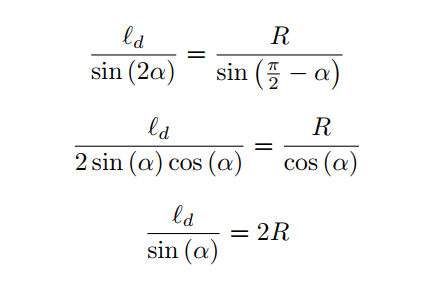 ℓ_d / sin (2α) = R / sin (π/2 − α)
ℓ_d / 2 sin (α) cos (α) = R / cos (α)
ℓ_d / sin (α) = 2R